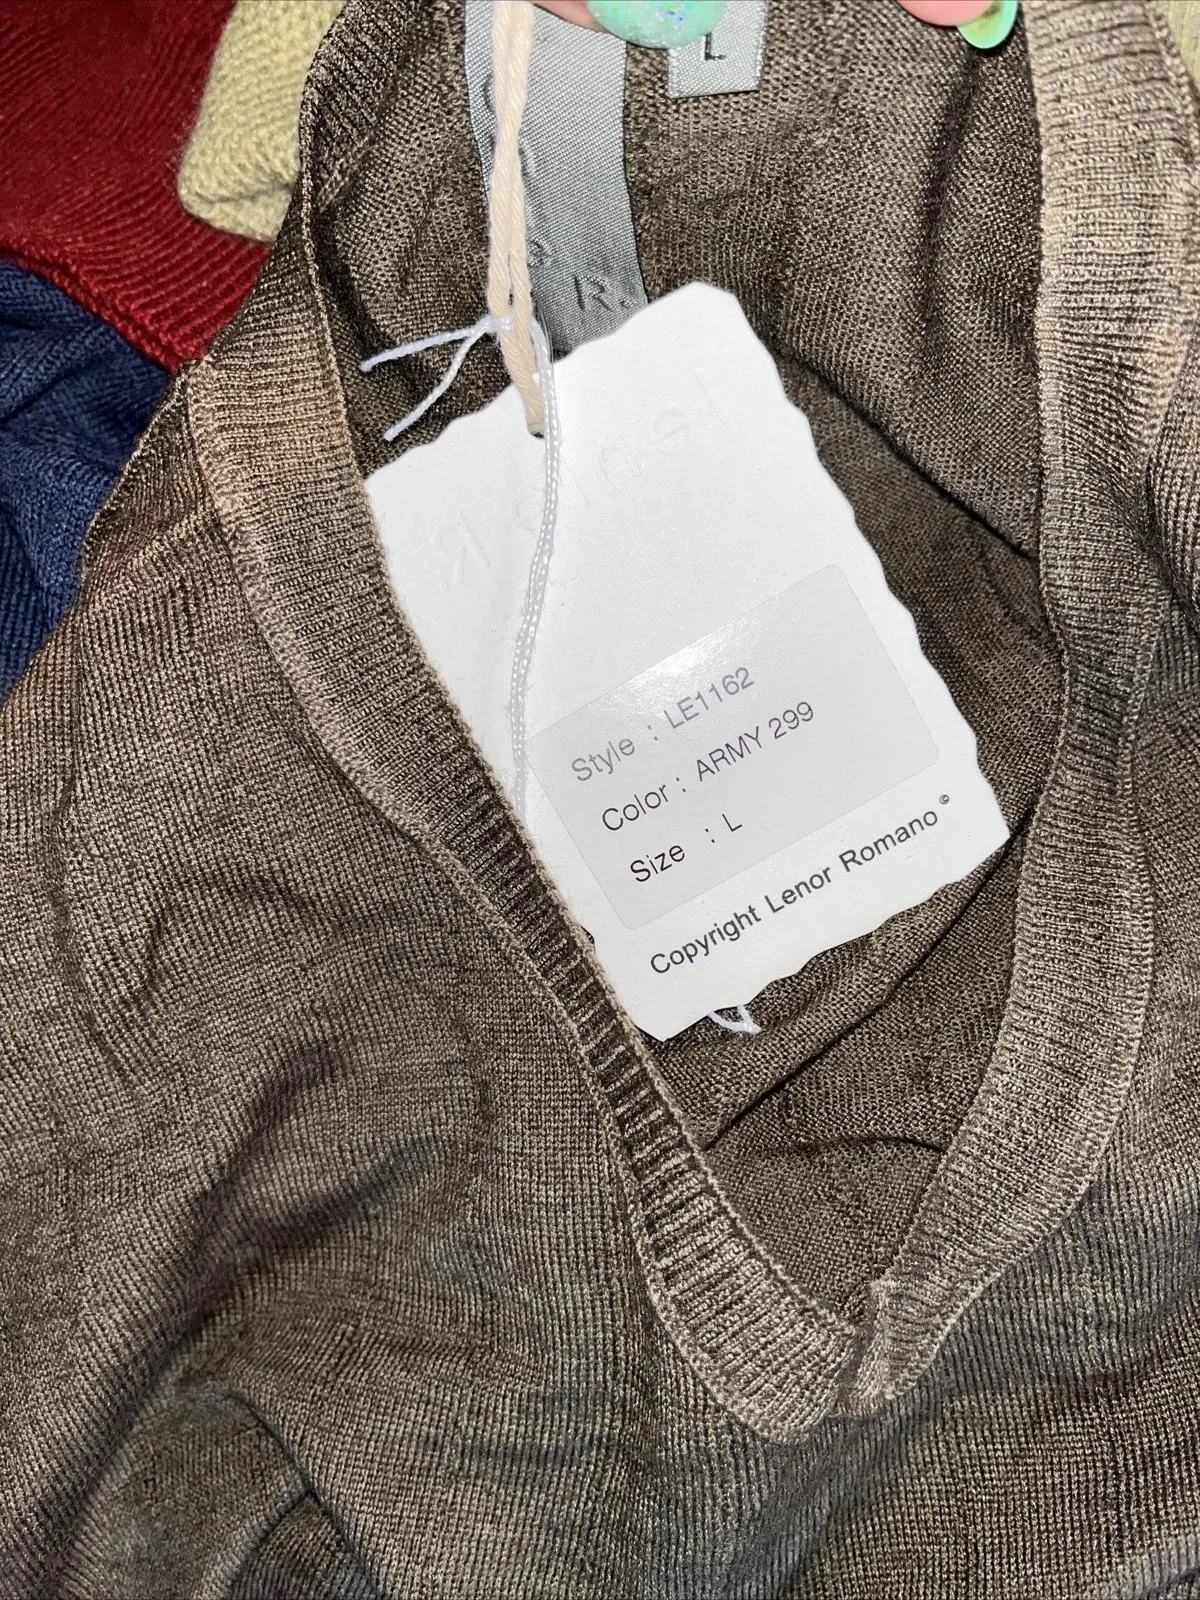 L
R.
Style : LE1162
Color : ARMY 299
Size : L
Copyright Lenor Romano ©